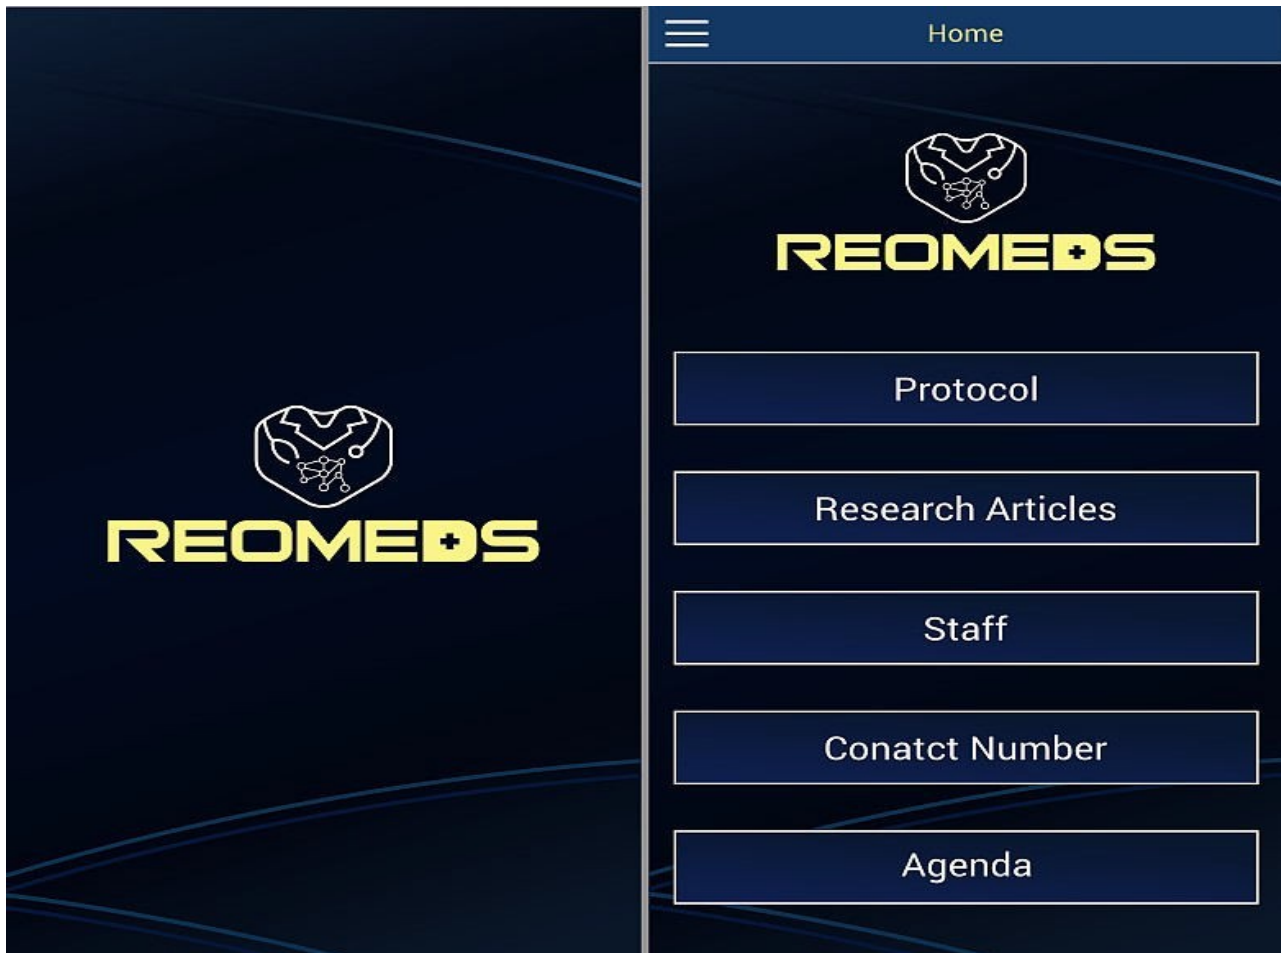 REOMEDS
Home
REOMEDS
Protocol
Research Articles
Staff
Conatct Number
Agenda